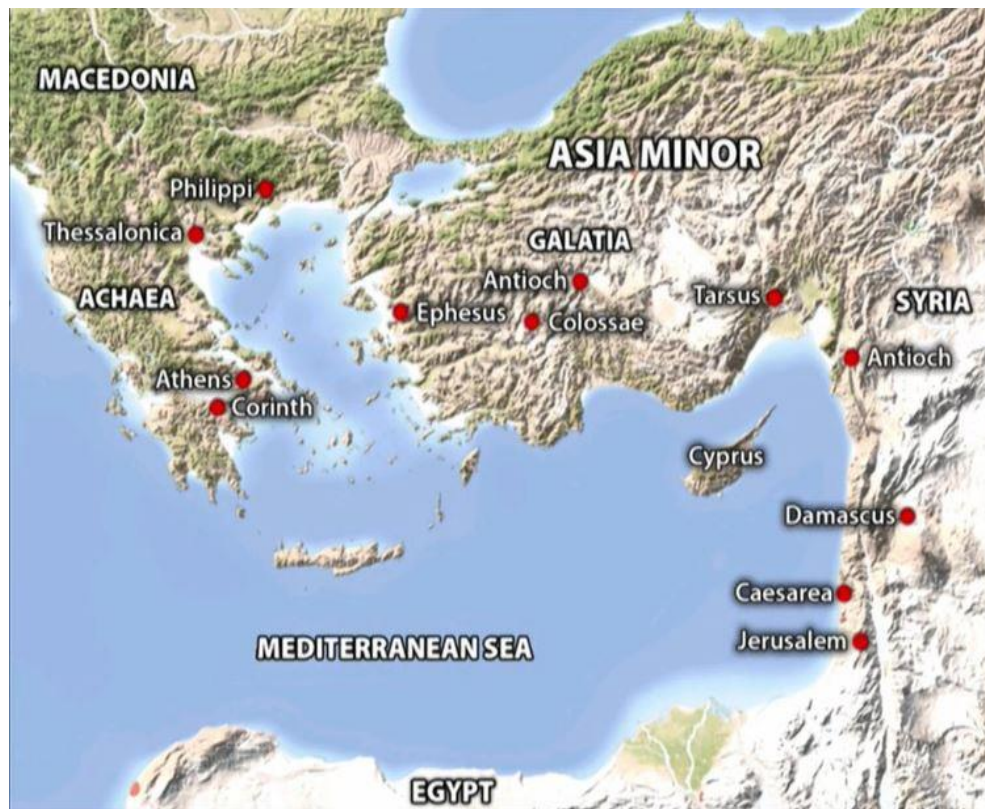 MACEDONIA
ASIA MINOR
Philippi
Thessalonica
GALATIA
Antioch
Tarsus
ACHAEA
SYRIA
Ephesus
Colossae
Antioch
Athens
Corinth
Cyprus
Damascus
Caesarea
Jerusalem
MEDITERRANEAN SEA
EGYPT